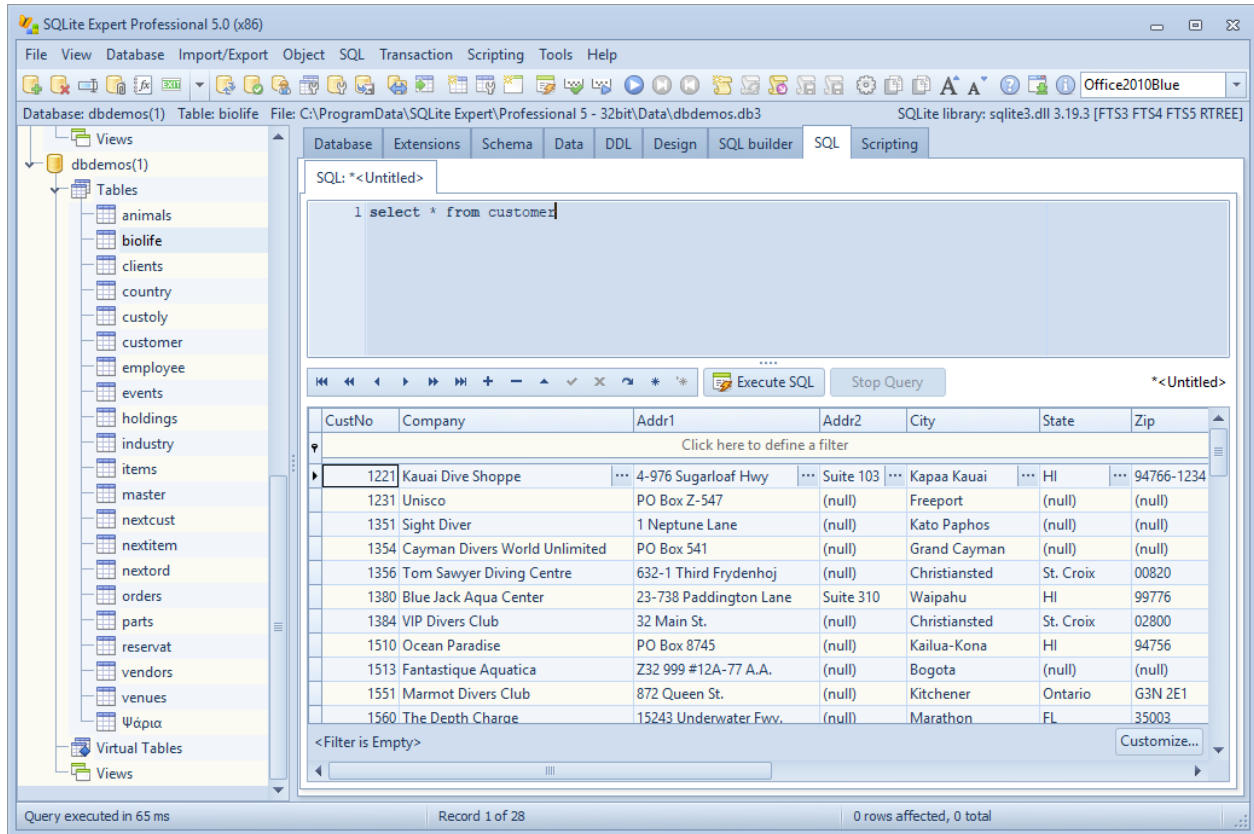 SQLite Expert Professional 5.0 (x86)
File View Database Import/Export Object SQL Transaction Scripting Tools Help
Office2010Blue
Database: dbdemos(1) Table: biolife File: C:\ProgramData\SQLite Expert\Professional 5 - 32bit\Data\dbdemos.db3 SQLite library: sqlite3.dll 3.19.3 [FTS3 FTS4 FTS5 RTREE]
Views
dbdemos(1)
Tables
animals
biolife
clients
country
custoly
customer
employee
events
holdings
industry
items
master
nextcust
nextitem
nextord
orders
parts
reservat
vendors
venues
Ψάρια
Virtual Tables
Views
Database Extensions Schema Data DDL Design SQL builder SQL Scripting
SQL: *<Untitled>
1 select * from customer
Execute SQL Stop Query *<Untitled>
CustNo Company Addr1 Addr2 City State Zip
Click here to define a filter
1221 Kauai Dive Shoppe ... 4-976 Sugarloaf Hwy ... Suite 103 ... Kapaa Kauai ... HI ... 94766-1234
1231 Unisco PO Box Z-547 (null) Freeport (null) (null)
1351 Sight Diver 1 Neptune Lane (null) Kato Paphos (null) (null)
1354 Cayman Divers World Unlimited PO Box 541 (null) Grand Cayman (null) (null)
1356 Tom Sawyer Diving Centre 632-1 Third Frydenhoj (null) Christiansted St. Croix 00820
1380 Blue Jack Aqua Center 23-738 Paddington Lane Suite 310 Waipahu HI 99776
1384 VIP Divers Club 32 Main St. (null) Christiansted St. Croix 02800
1510 Ocean Paradise PO Box 8745 (null) Kailua-Kona HI 94756
1513 Fantastique Aquatica Z32 999 #12A-77 A.A. (null) Bogota (null) (null)
1551 Marmot Divers Club 872 Queen St. (null) Kitchener Ontario G3N 2E1
1560 The Depth Charge 15243 Underwater Fwy. (null) Marathon FL 35003
<Filter is Empty> Customize...
Query executed in 65 ms Record 1 of 28 0 rows affected, 0 total